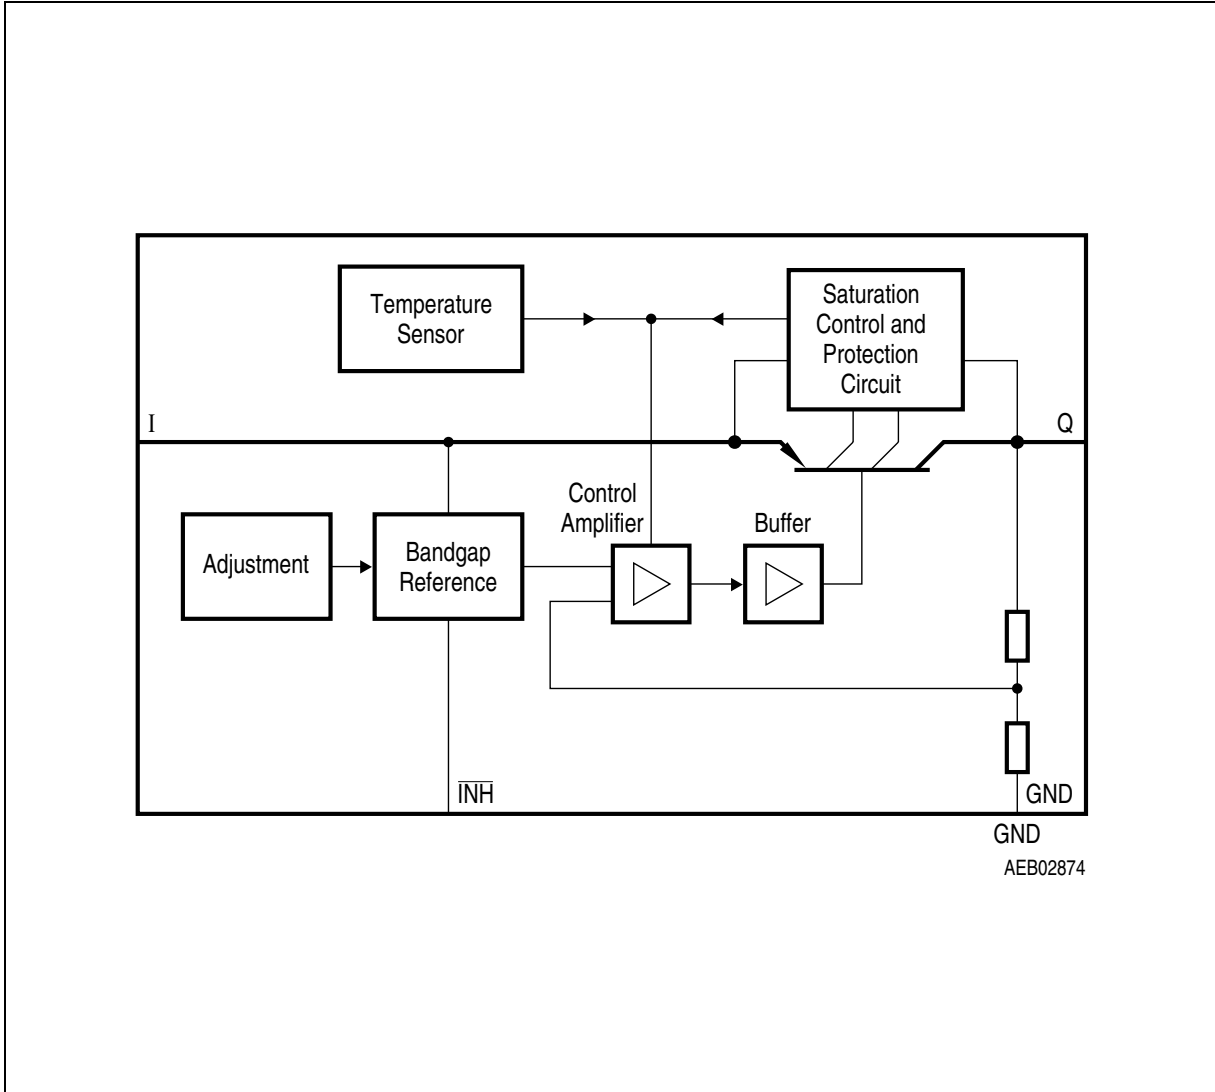 Temperature
Sensor
Saturation
Control and
Protection
Circuit
I
Q
Control
Amplifier
Buffer
Adjustment
Bandgap
Reference
INH
GND
GND
AEB02874